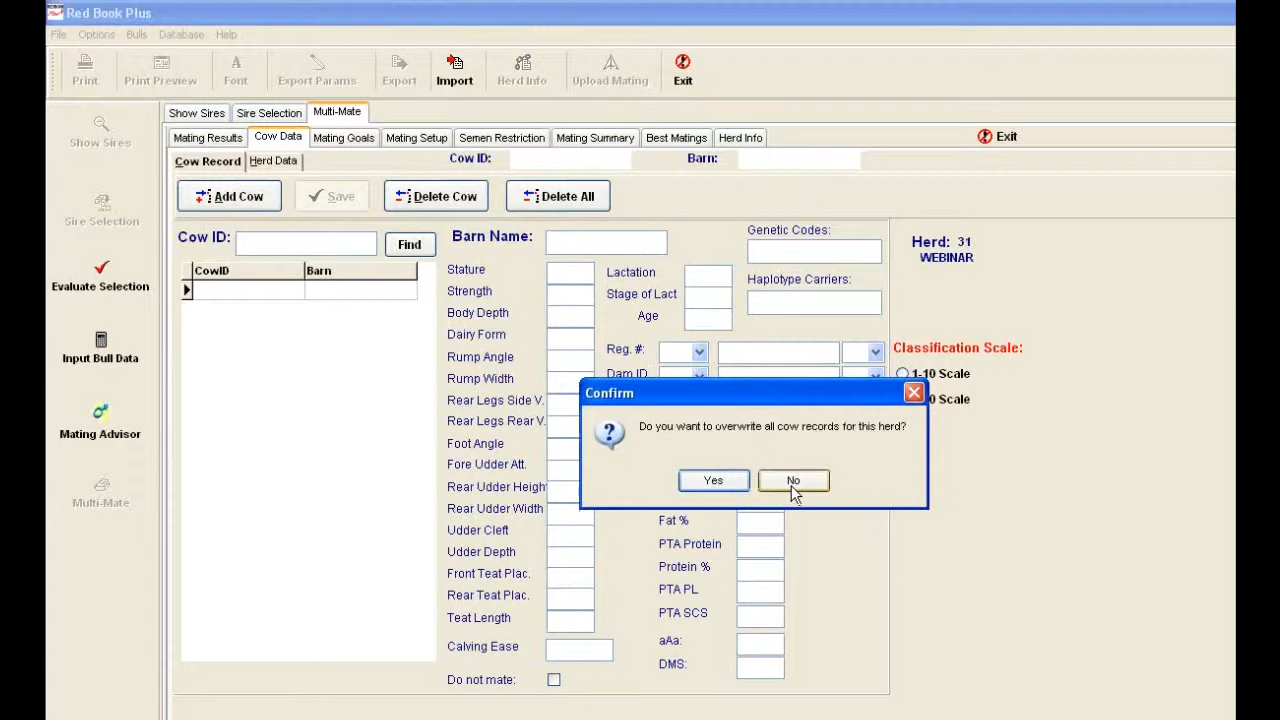 Red Book Plus
File Options Bulls Database Help
Print Print Preview Font Export Params Export Import Herd Info Upload Mating Exit
Show Sires Sire Selection Multi-Mate
Mating Results Cow Data Mating Goals Mating Setup Semen Restriction Mating Summary Best Matings Herd Info Exit
Cow Record Herd Data Cow ID: Barn:
Add Cow Save Delete Cow Delete All
Show Sires
Sire Selection
Evaluate Selection
Input Bull Data
Mating Advisor
Multi-Mate
Cow ID: Find
CowID Barn
Barn Name:
Stature
Strength
Body Depth
Dairy Form
Rump Angle
Rump Width
Rear Legs Side V.
Rear Legs Rear V.
Foot Angle
Fore Udder Att.
Rear Udder Height
Rear Udder Width
Udder Cleft
Udder Depth
Front Teat Plac.
Rear Teat Plac.
Teat Length
Calving Ease
Do not mate:
Lactation
Stage of Lact
Age
Reg. #:
Dam ID
Genetic Codes:
Haplotype Carriers:
Herd: 31
WEBINAR
Classification Scale:
1-10 Scale
0 Scale
Confirm
Do you want to overwrite all cow records for this herd?
Yes No
Fat %
PTA Protein
Protein %
PTA PL
PTA SCS
aAa:
DMS: